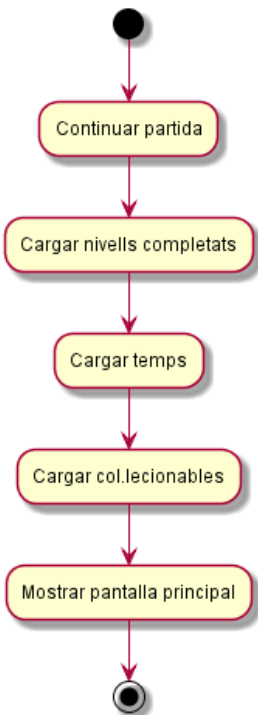 Continuar partida
Cargar nivells completats
Cargar temps
Cargar col.lecionables
Mostrar pantalla principal